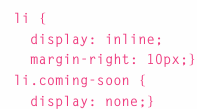 li {
  display: inline;
  margin-right: 10px;}
li.coming-soon {
  display: none;}